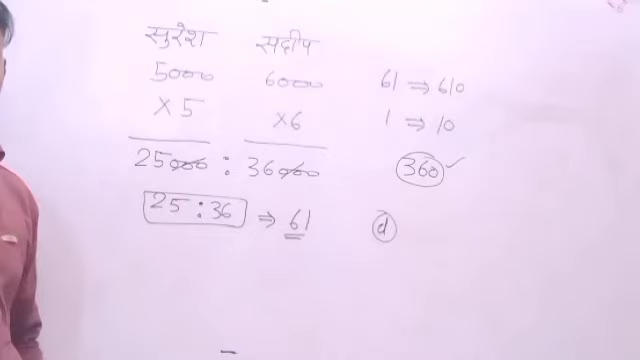 सुरेश संदीप
5000 6000 61 ⇒ 610
× 5 ×6 1 ⇒ 10
25000 : 36000 360 ✓
25 : 36 ⇒ 61 d